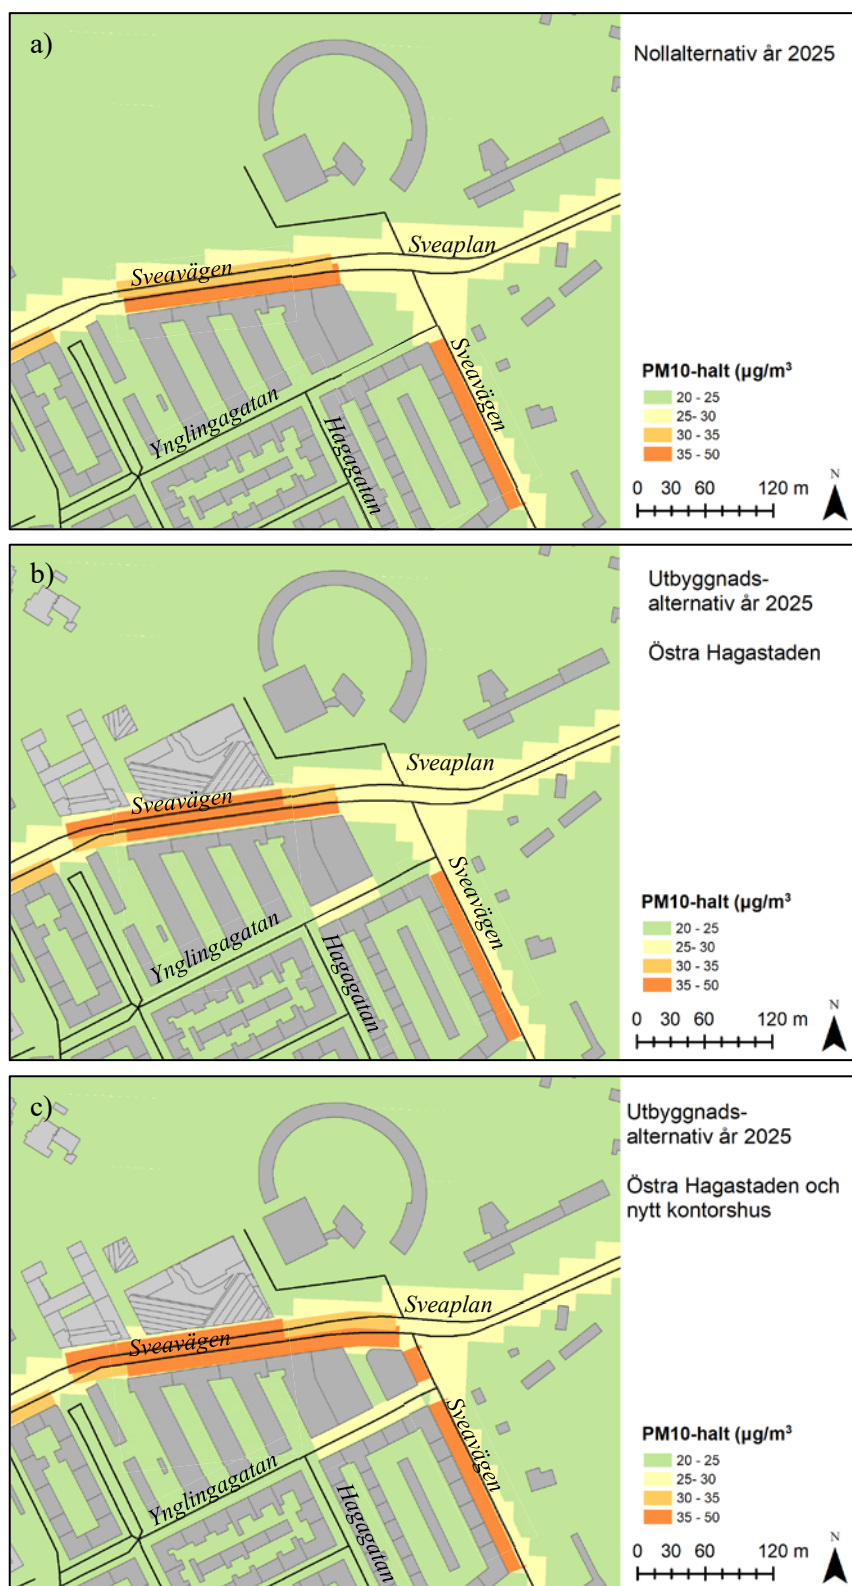 a)
Nollalternativ år 2025
Sveaplan
Sveavägen
Sveavägen
Ynglingagatan
Hagagatan
PM10-halt (µg/m³
20 - 25
25- 30
30 - 35
35 - 50
0 30 60 120 m
N
b)
Utbyggnads-
alternativ år 2025
Östra Hagastaden
Sveaplan
Sveavägen
Sveavägen
Ynglingagatan
Hagagatan
PM10-halt (µg/m³
20 - 25
25- 30
30 - 35
35 - 50
0 30 60 120 m
N
c)
Utbyggnads-
alternativ år 2025
Östra Hagastaden och
nytt kontorshus
Sveaplan
Sveavägen
Sveavägen
Ynglingagatan
Hagagatan
PM10-halt (µg/m³
20 - 25
25- 30
30 - 35
35 - 50
0 30 60 120 m
N